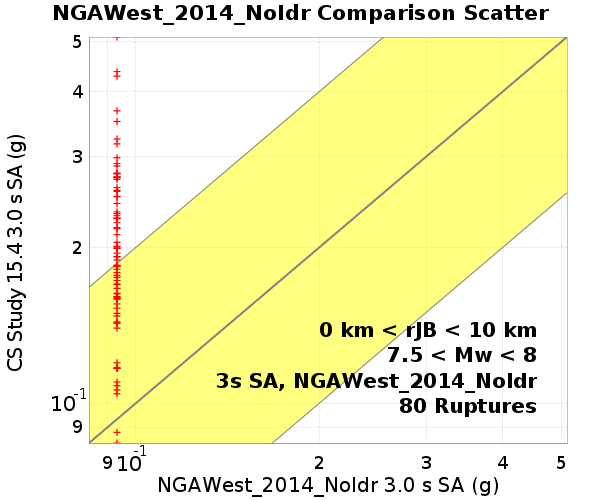 NGAWest_2014_NoIdr Comparison Scatter
CS Study 15.4 3.0 s SA (g)
5
4
3
2
10⁻¹
9
0 km < rJB < 10 km
7.5 < Mw < 8
3s SA, NGAWest_2014_NoIdr
80 Ruptures
9 10⁻¹ 2 3 4 5
NGAWest_2014_NoIdr 3.0 s SA (g)